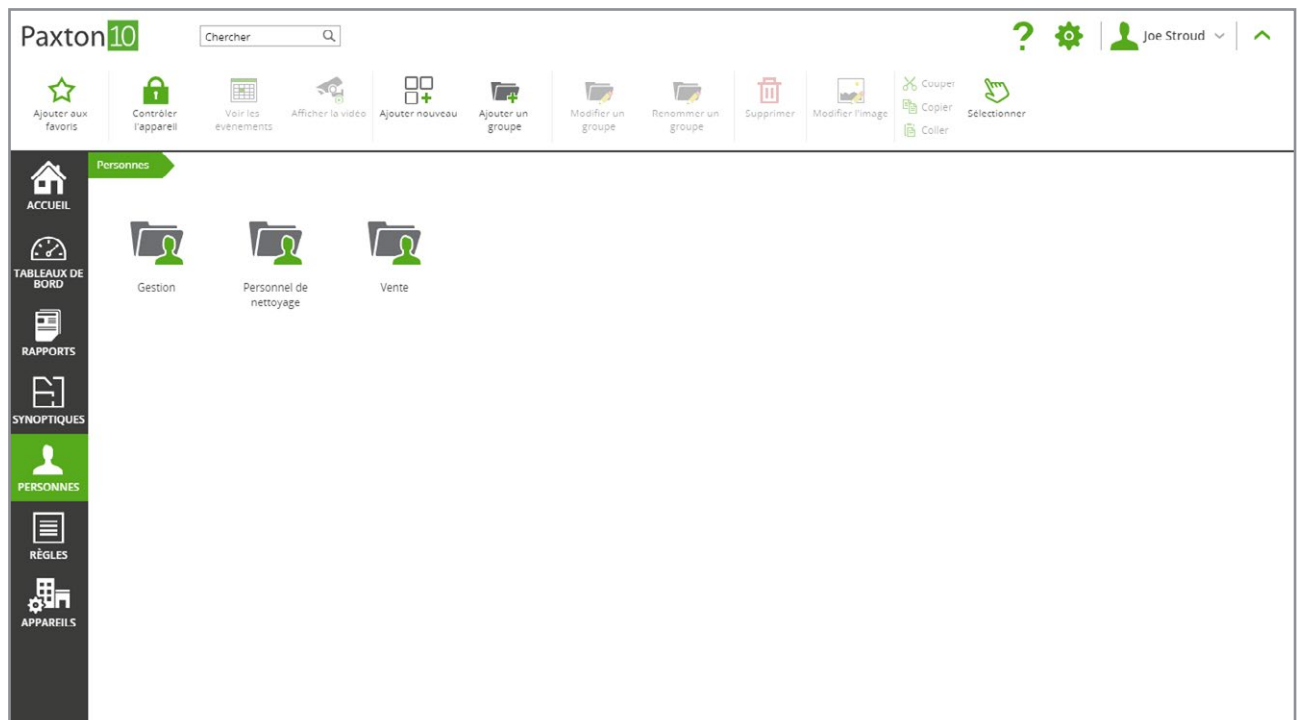 Paxton10
Chercher
?
Joe Stroud
Ajouter aux
favoris
Contrôler
l'appareil
Voir les
evenements
Afficher la vidéo
Ajouter nouveau
Ajouter un
groupe
Modifier un
groupe
Renommer un
groupe
Supprimer
Modifier l'image
Couper
Copier
Coller
Sélectionner
Personnes
ACCUEIL
TABLEAUX DE
BORD
RAPPORTS
SYNOPTIQUES
PERSONNES
RÈGLES
APPAREILS
Gestion
Personnel de
nettoyage
Vente